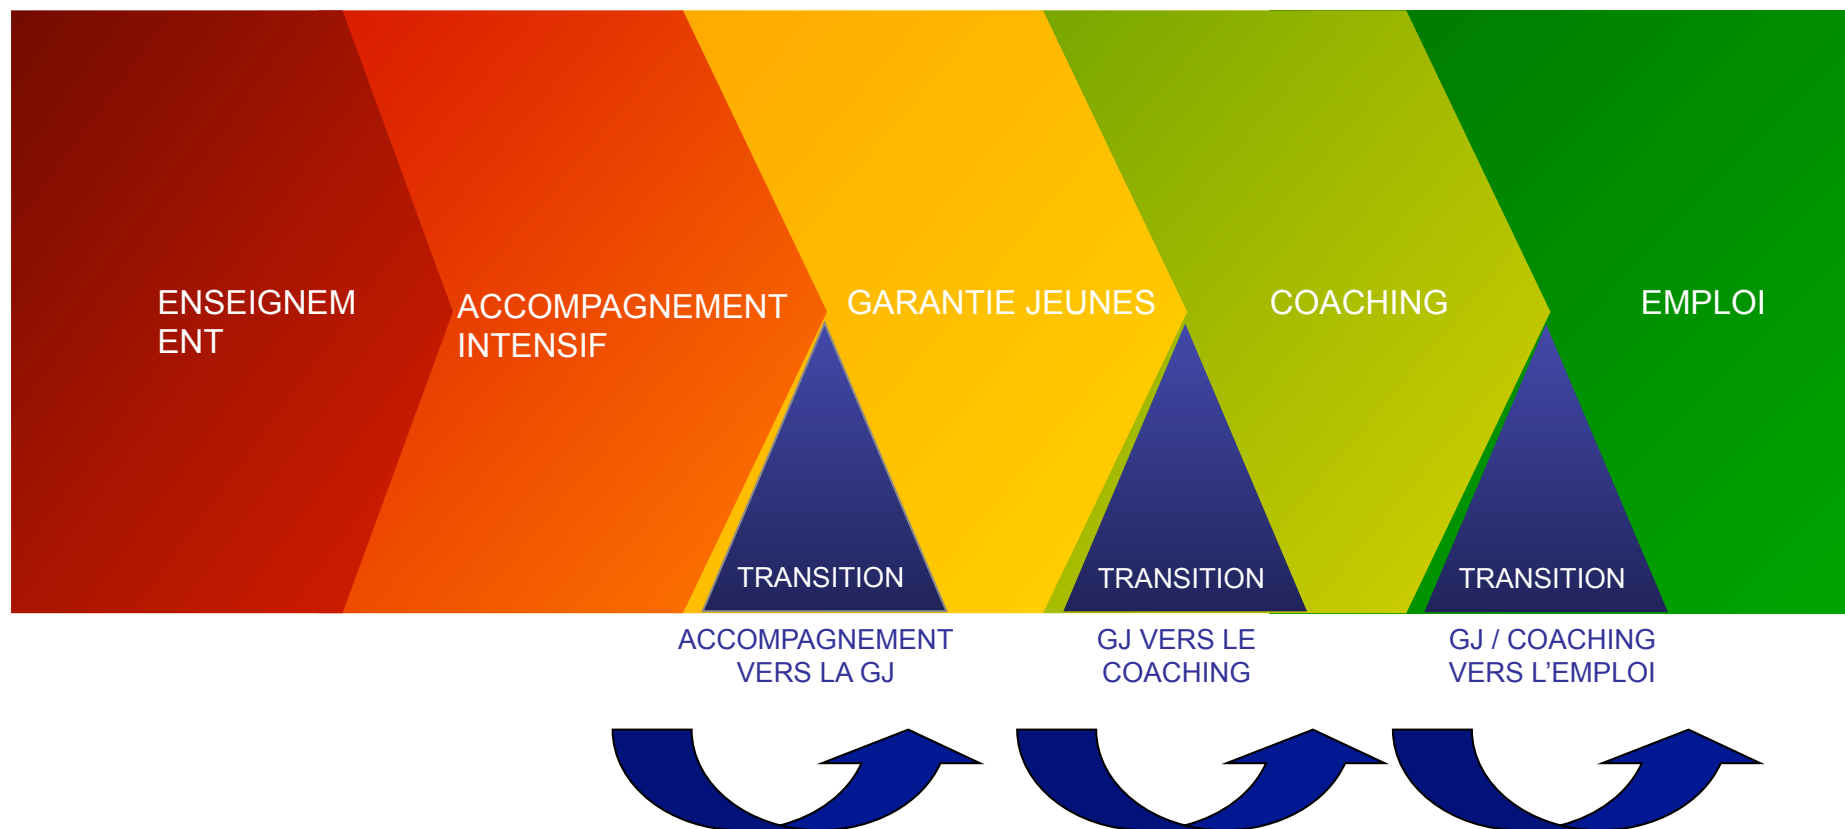 ENSEIGNEM
ENT
ACCOMPAGNEMENT
INTENSIF
GARANTIE JEUNES
COACHING
EMPLOI
TRANSITION
TRANSITION
TRANSITION
ACCOMPAGNEMENT
VERS LA GJ
GJ VERS LE
COACHING
GJ / COACHING
VERS L’EMPLOI